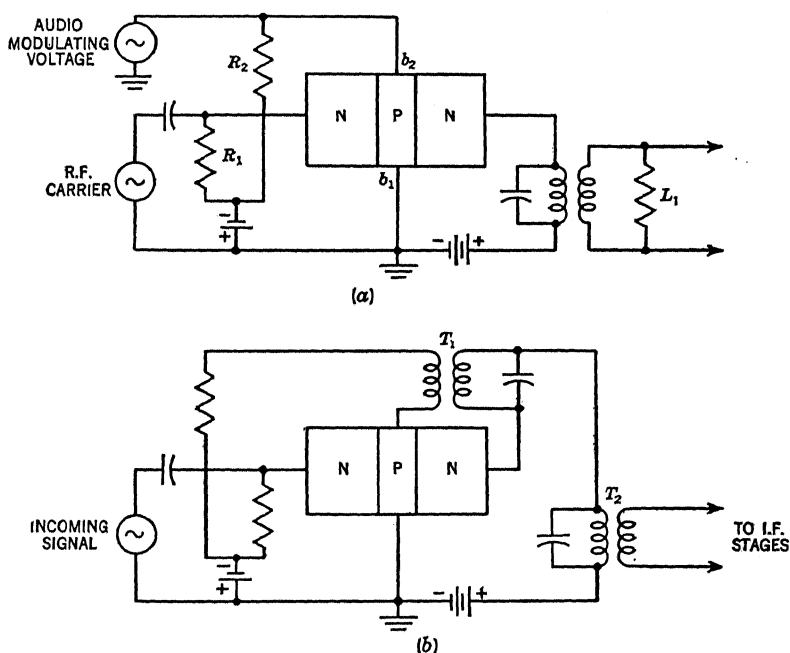 AUDIO
MODULATING
VOLTAGE
R₂
b₂
N P N
R₁
b₁
R.F.
CARRIER
L₁
-
+
- +
(a)
T₁
N P N
T₂
INCOMING
SIGNAL
TO I.F.
STAGES
-
+
- +
(b)